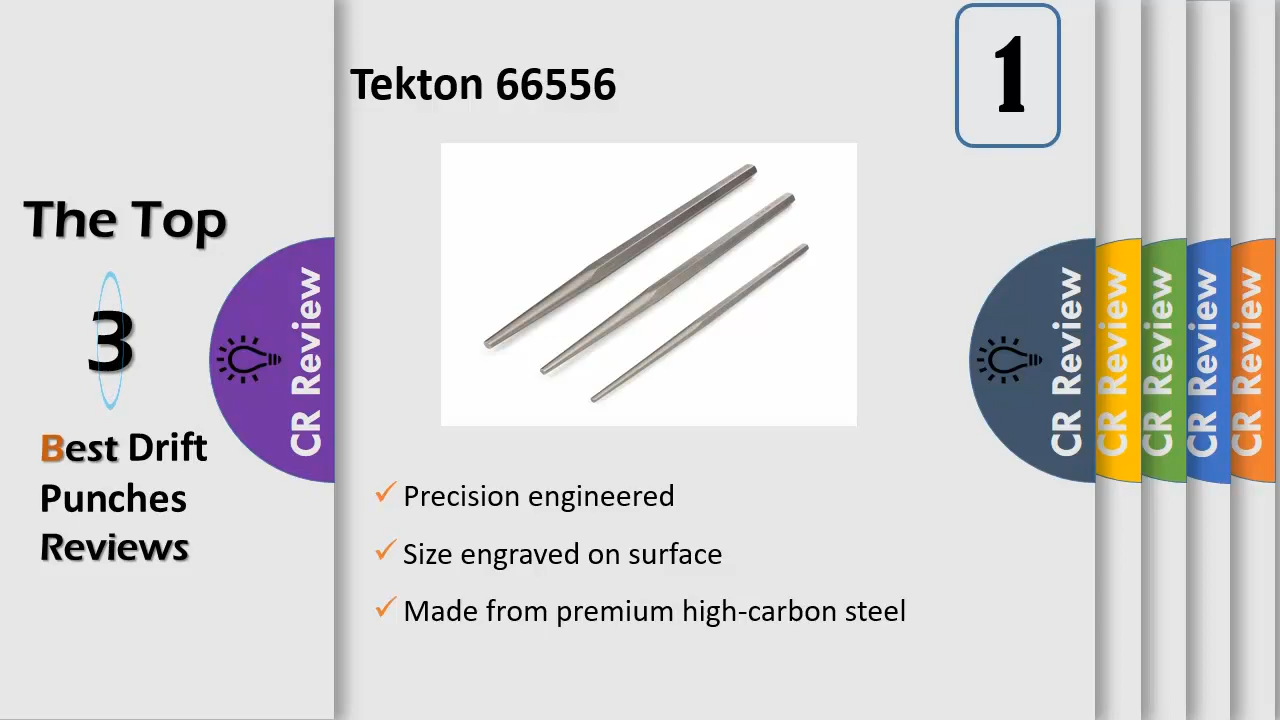 The Top
3
Best Drift
Punches
Reviews
CR Review
Tekton 66556
1
Precision engineered
Size engraved on surface
Made from premium high-carbon steel
CR Review
CR Review
CR Review
CR Review
CR Review